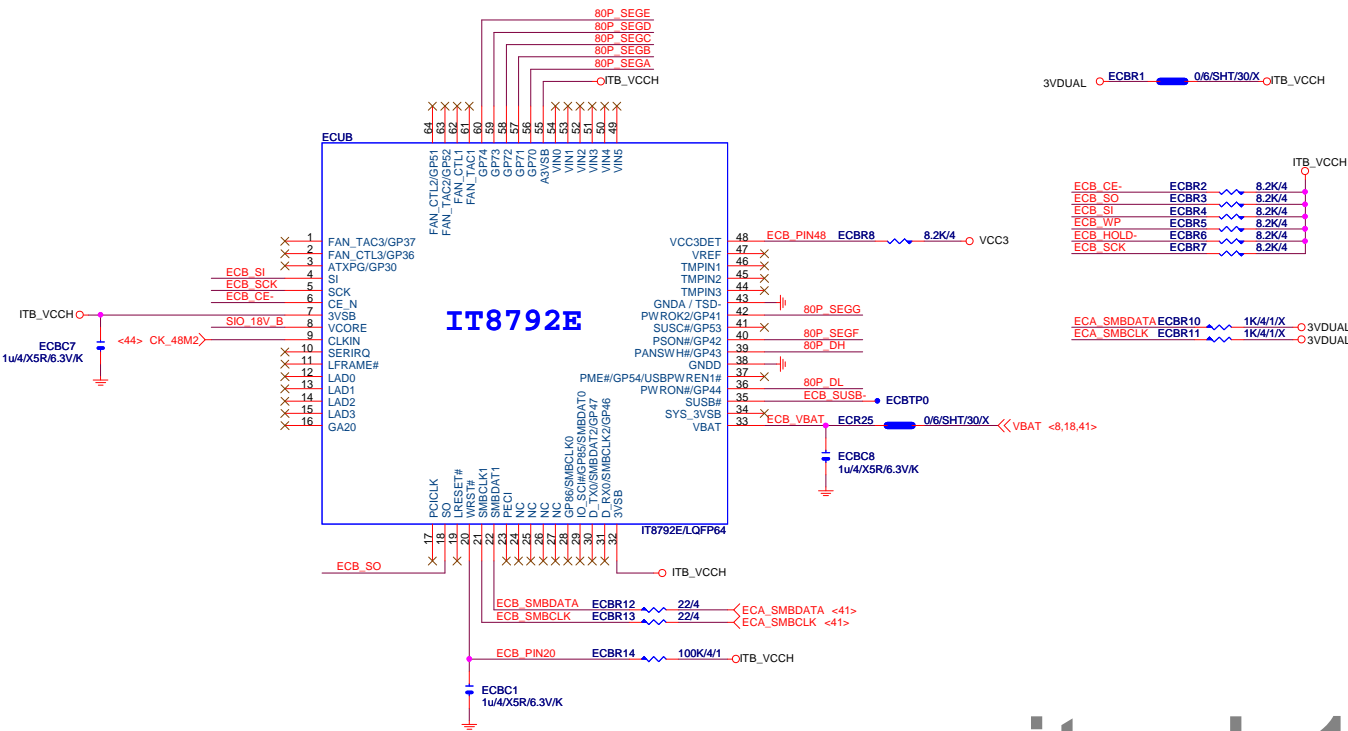 80P_SEGE
80P_SEGD
80P_SEGC
80P_SEGB
80P_SEGA
ITB_VCCH
3VDUAL ECBR1 0/6/SHT/30/X ITB_VCCH
64 63 62 61 60 59 58 57 56 55 54 53 52 51 50 49
ECUB
FAN_CTL2/GP51
FAN_TAC2/GP52
FAN_CTL1
FAN_TAC1
GP74
GP73
GP72
GP71
GP70
A3VSB
VIN0
VIN1
VIN2
VIN3
VIN4
VIN5
ITB_VCCH
ECB_CE- ECBR2 8.2K/4
ECB_SO ECBR3 8.2K/4
ECB_SI ECBR4 8.2K/4
ECB_WP ECBR5 8.2K/4
ECB_HOLD- ECBR6 8.2K/4
ECB_SCK ECBR7 8.2K/4
1 FAN_TAC3/GP37
2 FAN_CTL3/GP36
3 ATXPG/GP30
ECB_SI 4 SI
ECB_SCK 5 SCK
ECB_CE- 6 CE_N
ITB_VCCH 7 3VSB
SIO_18V_B 8 VCORE
<44> CK_48M2 9 CLKIN
10 SERIRQ
11 LFRAME#
12 LAD0
13 LAD1
14 LAD2
15 LAD3
16 GA20
ECBC7
1u/4/X5R/6.3V/K
IT8792E
VCC3DET 48 ECB_PIN48 ECBR8 8.2K/4 VCC3
VREF 47
TMPIN1 46
TMPIN2 45
TMPIN3 44
GNDA / TSD- 43
PWROK2/GP41 42 80P_SEGG
SUSC#/GP53 41
PSON#/GP42 40 80P_SEGF
PANSWH#/GP43 39 80P_DH
GNDD 38
PME#/GP54/USBPWREN1# 37
PWRON#/GP44 36 80P_DL
SUSB# 35 ECB_SUSB- ECBTP0
SYS_3VSB 34
VBAT 33 ECB_VBAT ECR25 0/6/SHT/30/X VBAT <8,18,41>
ECBC8
1u/4/X5R/6.3V/K
ECA_SMBDATA ECBR10 1K/4/1/X 3VDUAL
ECA_SMBCLK ECBR11 1K/4/1/X 3VDUAL
PCICLK
SO
LRESET#
WRST#
SMBCLK1
SMBDAT1
PECI
NC
NC
NC
NC
GP86/SMBCLK0
IO_SCI#/GP85/SMBDAT0
D_TX0/SMBDAT2/GP47
D_RX0/SMBCLK2/GP46
3VSB
IT8792E/LQFP64
17 18 19 20 21 22 23 24 25 26 27 28 29 30 31 32
ECB_SO
ITB_VCCH
ECB_SMBDATA ECBR12 22/4 ECA_SMBDATA <41>
ECB_SMBCLK ECBR13 22/4 ECA_SMBCLK <41>
ECB_PIN20 ECBR14 100K/4/1 ITB_VCCH
ECBC1
1u/4/X5R/6.3V/K